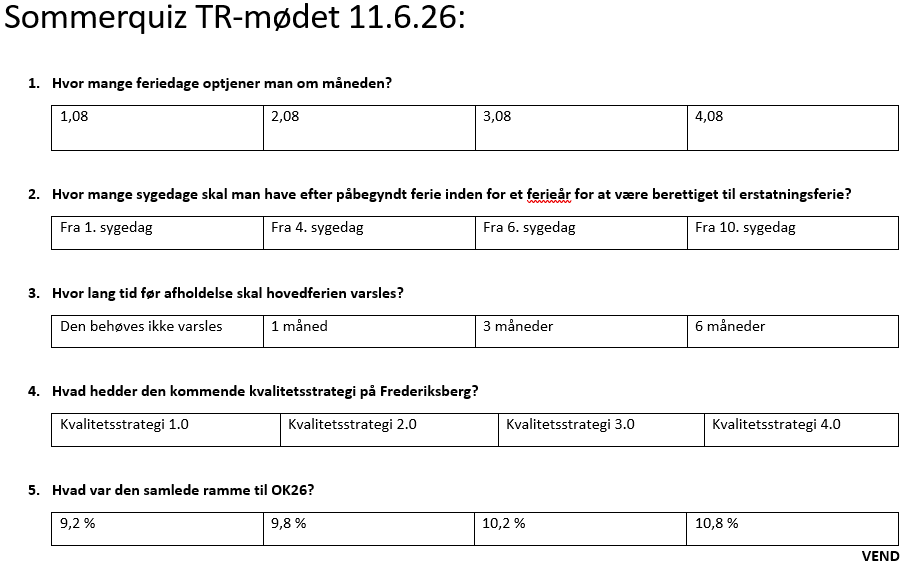 Sommerquiz TR-mødet 11.6.26:
1. Hvor mange feriedage optjener man om måneden?
1,08 2,08 3,08 4,08
2. Hvor mange sygedage skal man have efter påbegyndt ferie inden for et ferieår for at være berettiget til erstatningsferie?
Fra 1. sygedag Fra 4. sygedag Fra 6. sygedag Fra 10. sygedag
3. Hvor lang tid før afholdelse skal hovedferien varsles?
Den behøves ikke varsles 1 måned 3 måneder 6 måneder
4. Hvad hedder den kommende kvalitetsstrategi på Frederiksberg?
Kvalitetsstrategi 1.0 Kvalitetsstrategi 2.0 Kvalitetsstrategi 3.0 Kvalitetsstrategi 4.0
5. Hvad var den samlede ramme til OK26?
9,2 % 9,8 % 10,2 % 10,8 %
VEND